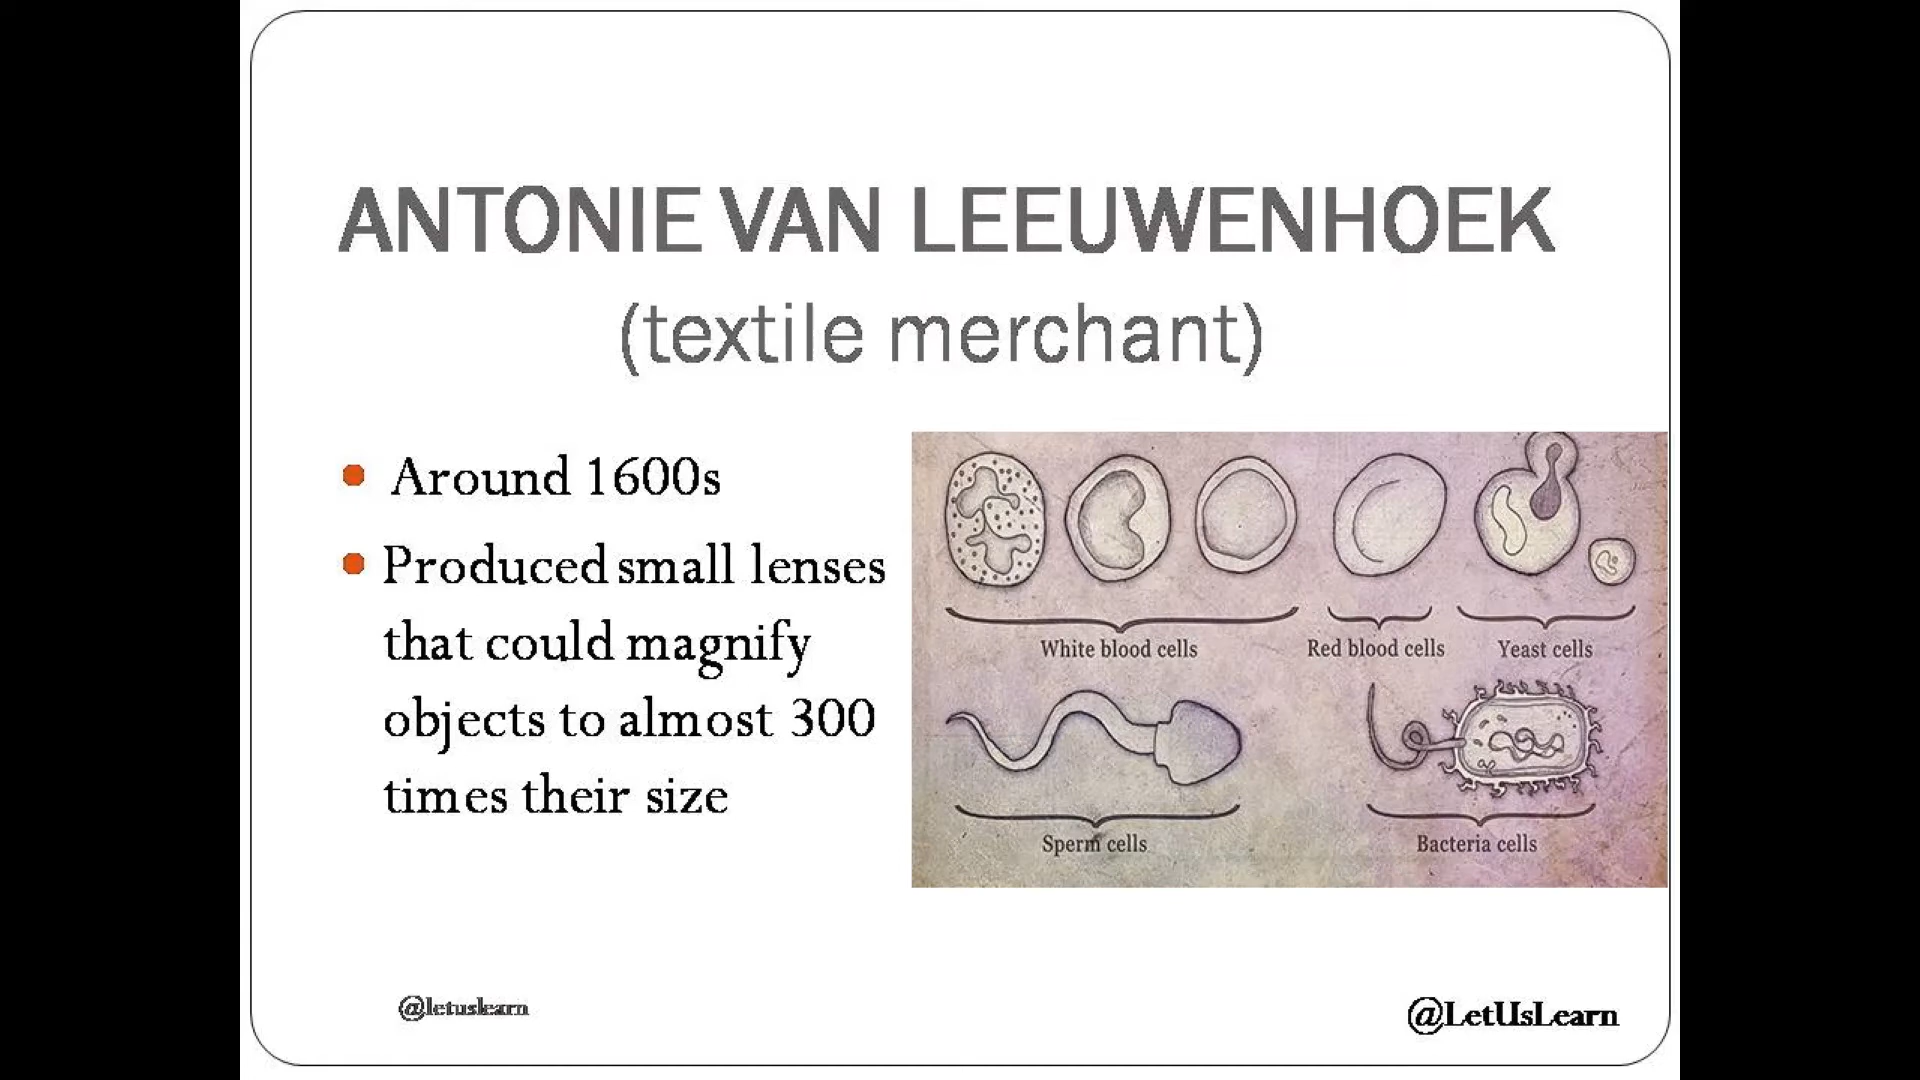 ANTONIE VAN LEEUWENHOEK
(textile merchant)
Around 1600s
Produced small lenses
that could magnify
objects to almost 300
times their size
White blood cells
Red blood cells
Yeast cells
Sperm cells
Bacteria cells
@letuslearn
@LetUsLearn